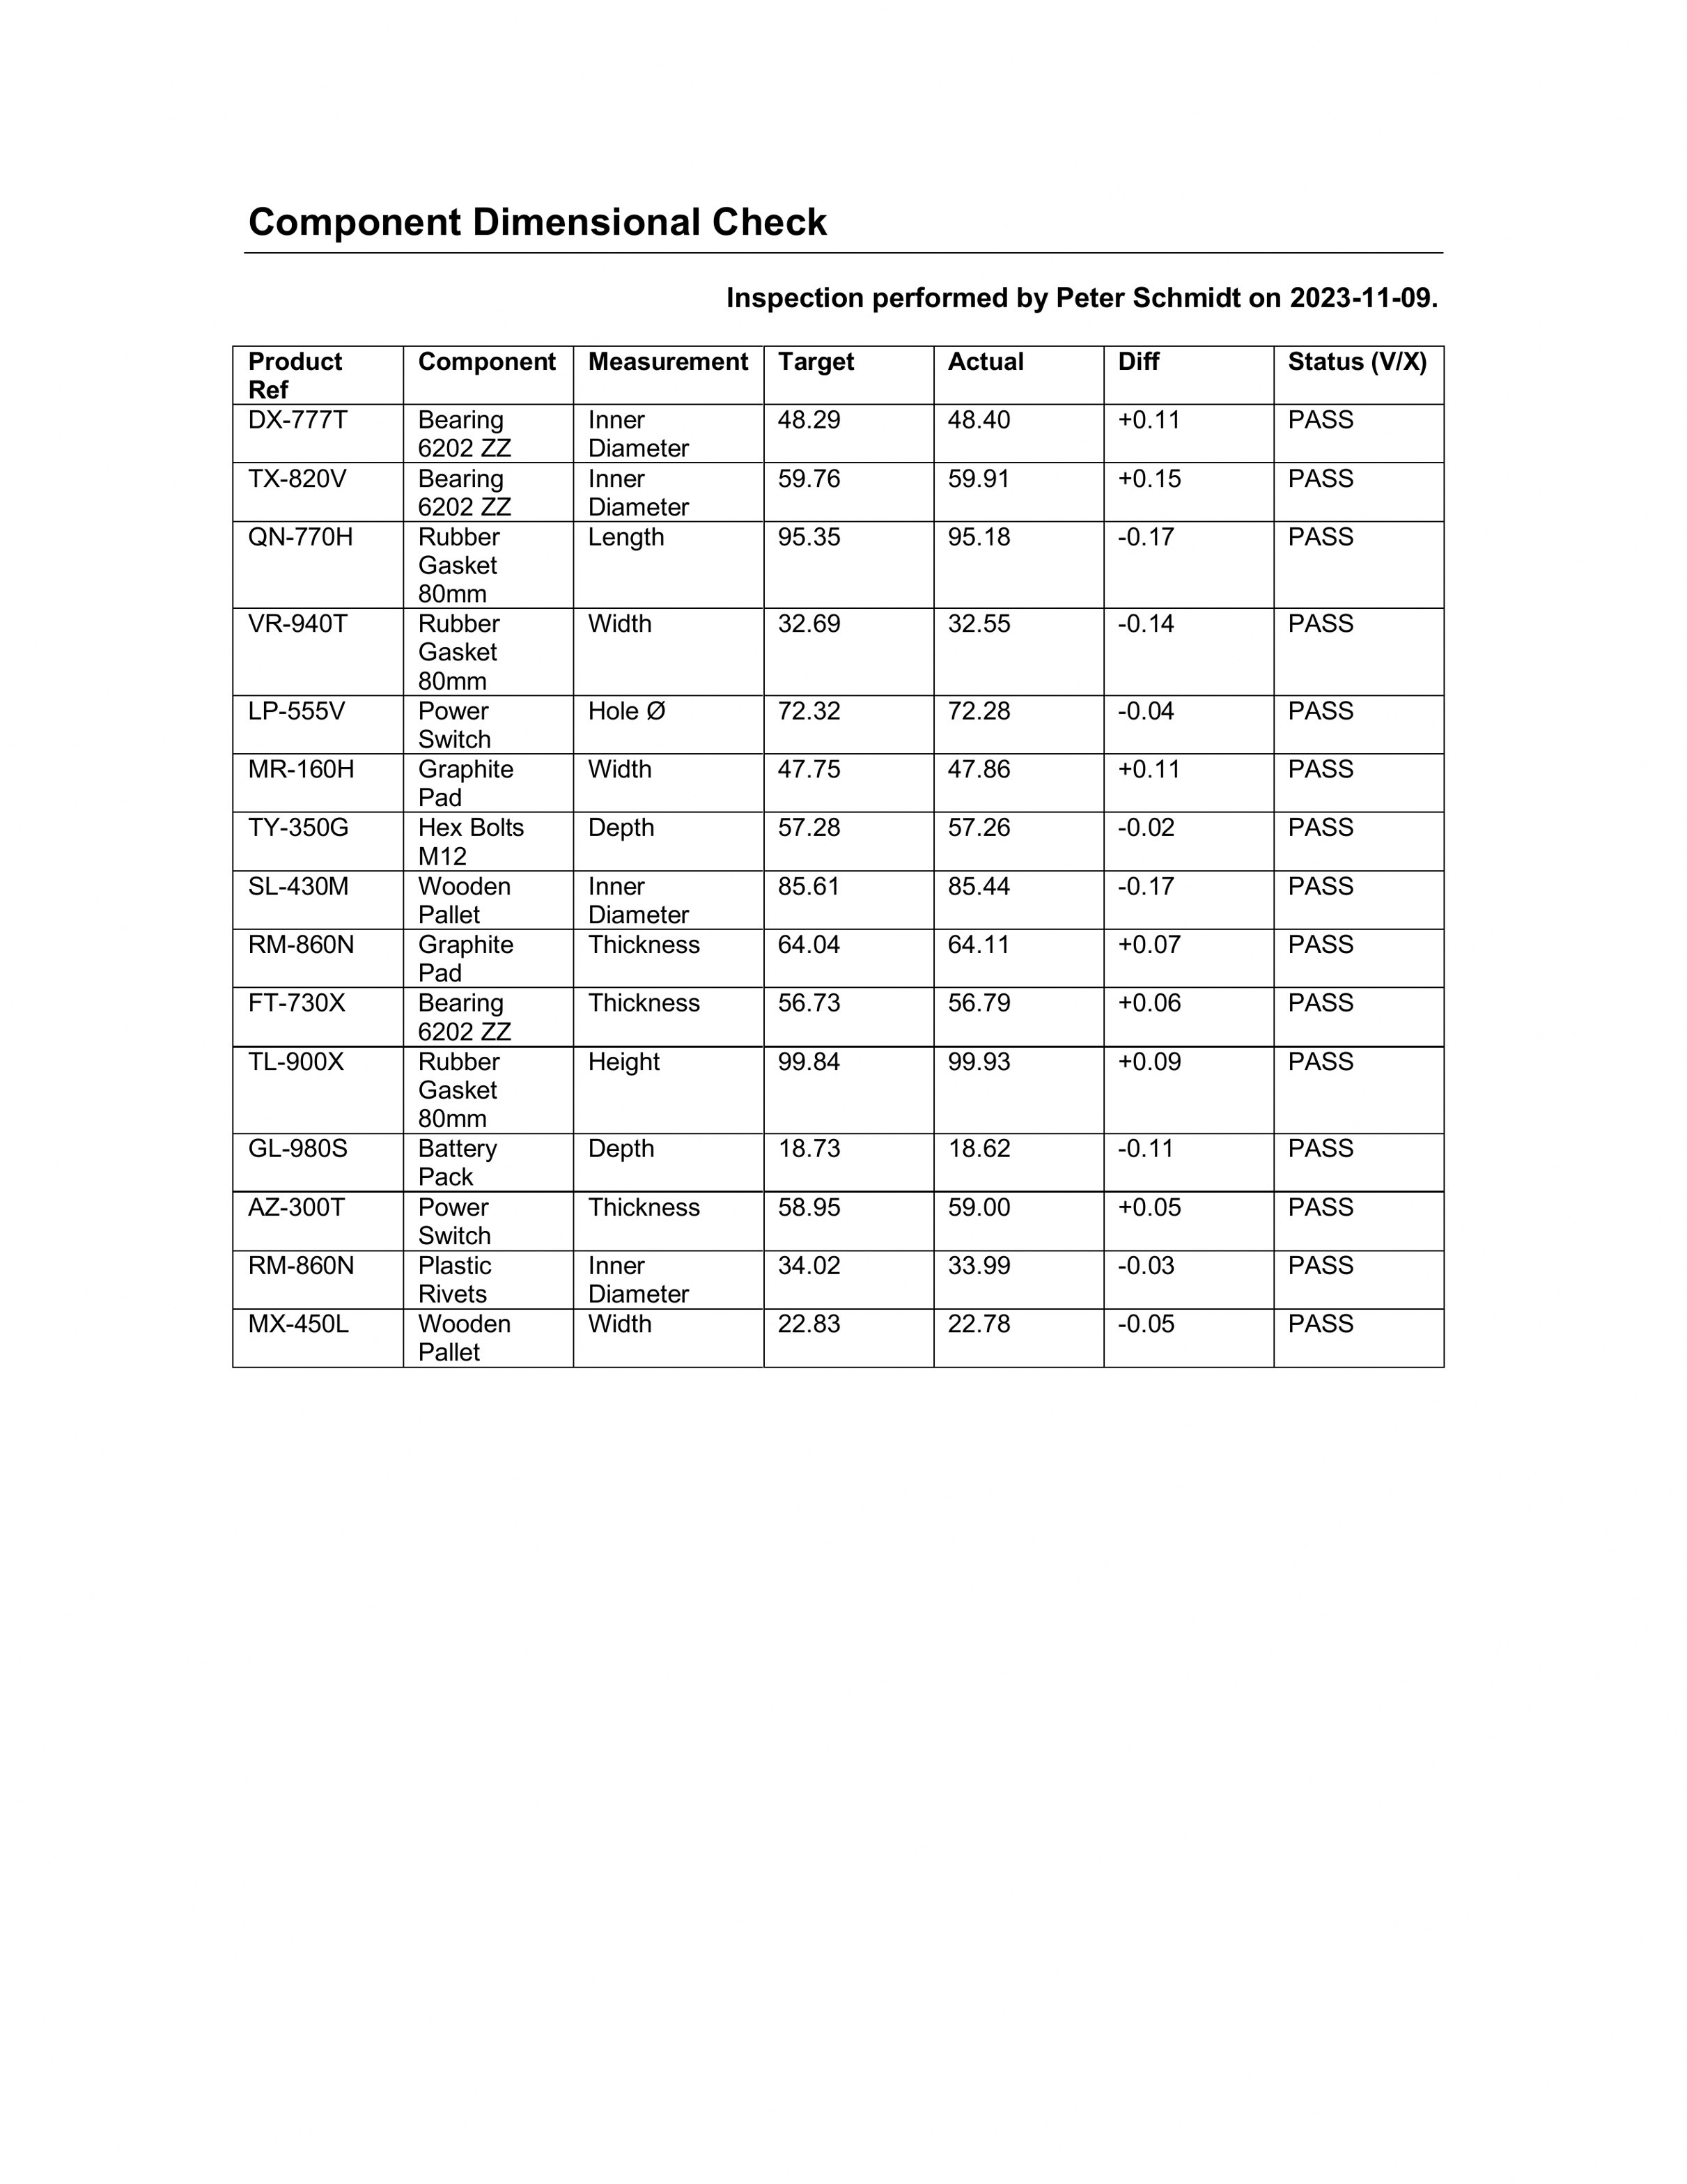 Component Dimensional Check
Inspection performed by Peter Schmidt on 2023-11-09.
Product Ref Component Measurement Target Actual Diff Status (V/X)
DX-777T Bearing 6202 ZZ Inner Diameter 48.29 48.40 +0.11 PASS
TX-820V Bearing 6202 ZZ Inner Diameter 59.76 59.91 +0.15 PASS
QN-770H Rubber Gasket 80mm Length 95.35 95.18 -0.17 PASS
VR-940T Rubber Gasket 80mm Width 32.69 32.55 -0.14 PASS
LP-555V Power Switch Hole Ø 72.32 72.28 -0.04 PASS
MR-160H Graphite Pad Width 47.75 47.86 +0.11 PASS
TY-350G Hex Bolts M12 Depth 57.28 57.26 -0.02 PASS
SL-430M Wooden Pallet Inner Diameter 85.61 85.44 -0.17 PASS
RM-860N Graphite Pad Thickness 64.04 64.11 +0.07 PASS
FT-730X Bearing 6202 ZZ Thickness 56.73 56.79 +0.06 PASS
TL-900X Rubber Gasket 80mm Height 99.84 99.93 +0.09 PASS
GL-980S Battery Pack Depth 18.73 18.62 -0.11 PASS
AZ-300T Power Switch Thickness 58.95 59.00 +0.05 PASS
RM-860N Plastic Rivets Inner Diameter 34.02 33.99 -0.03 PASS
MX-450L Wooden Pallet Width 22.83 22.78 -0.05 PASS